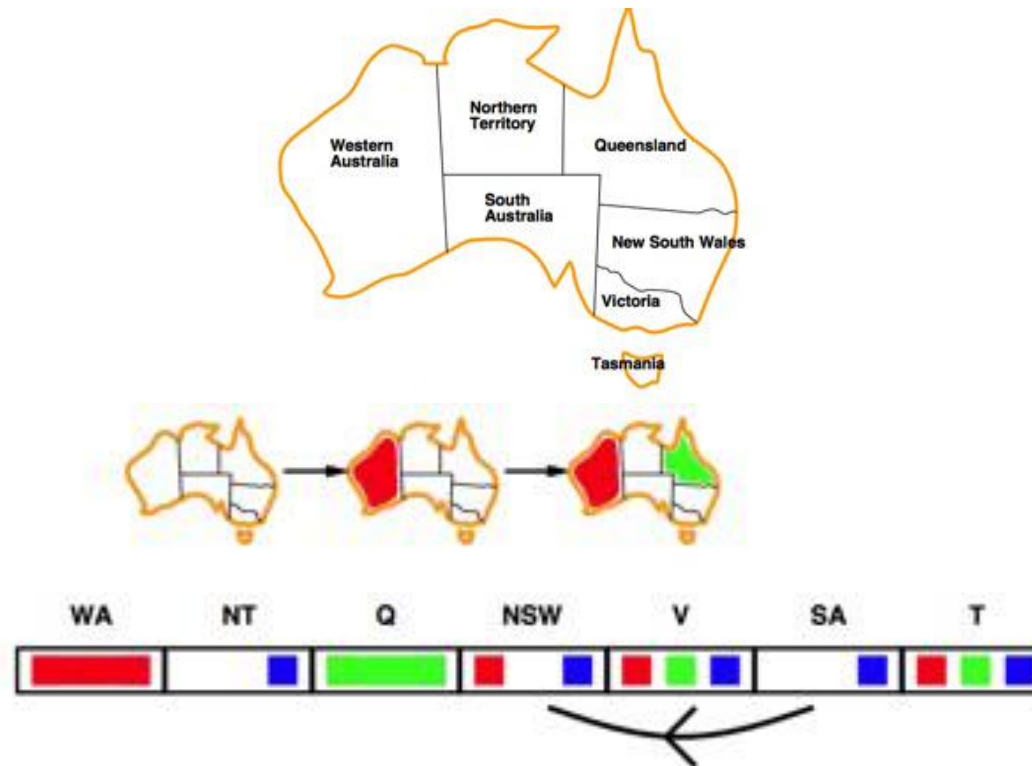 Northern
Territory
Western
Australia
Queensland
South
Australia
New South Wales
Victoria
Tasmania
WA NT Q NSW V SA T